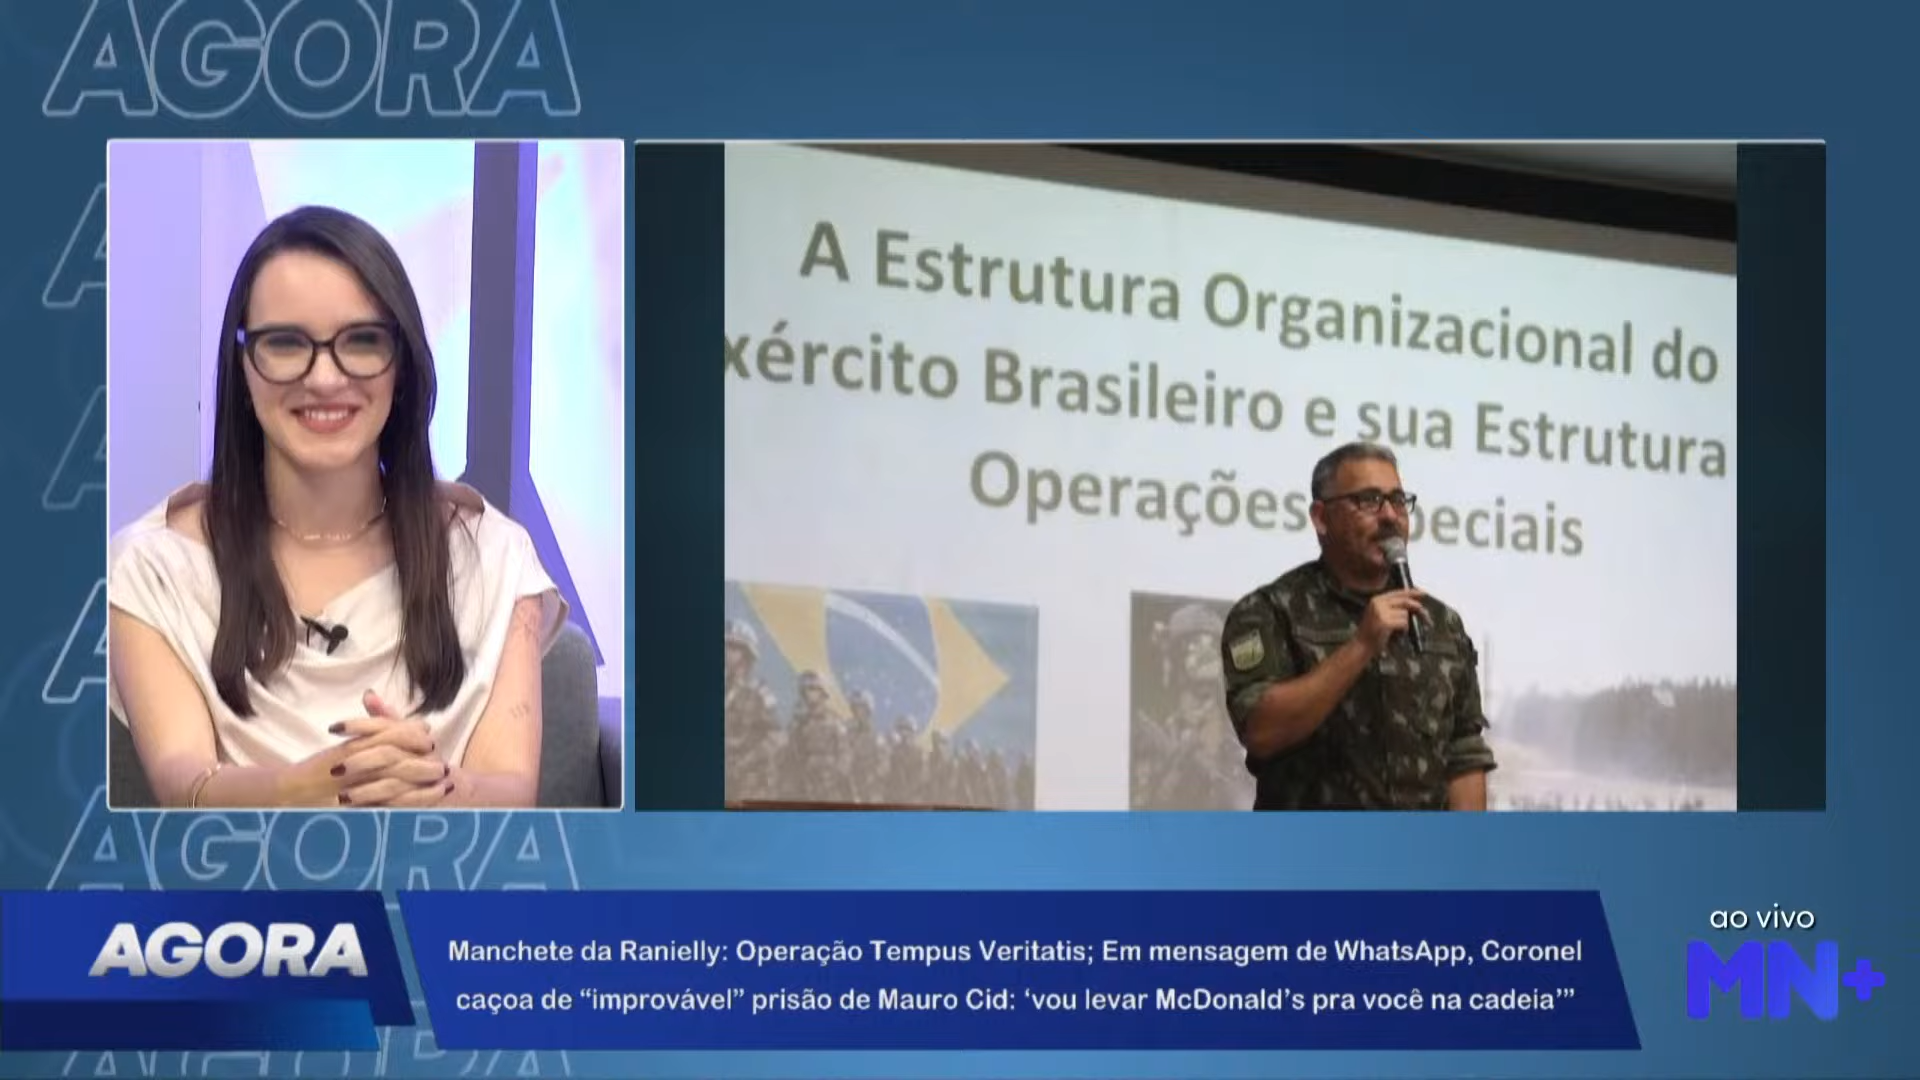 AGORA
A Estrutura Organizacional do
xército Brasileiro e sua Estrutura
Operações peciais
AGORA
AGORA
Manchete da Ranielly: Operação Tempus Veritatis; Em mensagem de WhatsApp, Coronel
caçoa de “improvável” prisão de Mauro Cid: ‘vou levar McDonald’s pra você na cadeia’”
ao vivo
MN+